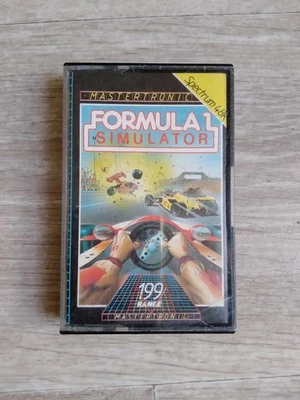 Spectrum 48K
MASTERTRONIC
FORMULA 1
SIMULATOR
199
RANGE
MASTERTRONIC